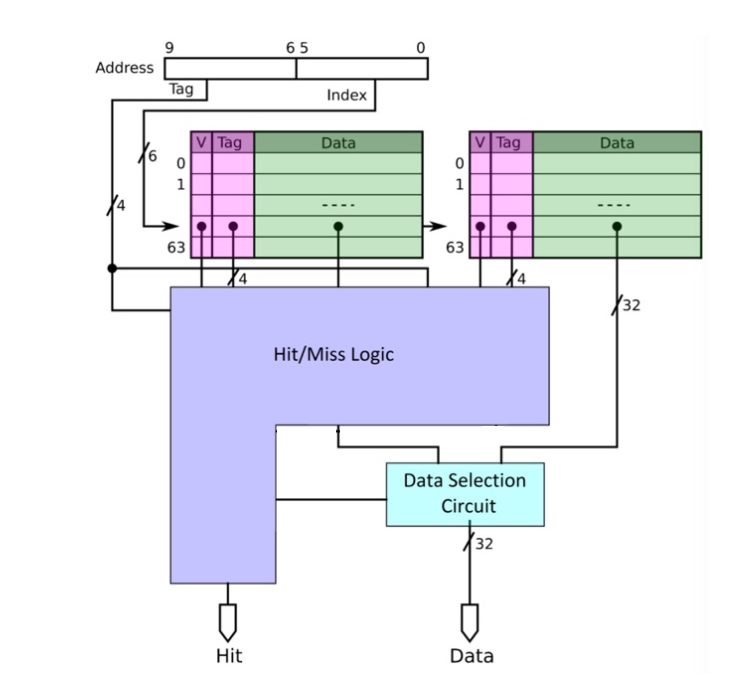 9 6 5 0
Address
Tag
Index
V Tag Data
V Tag Data
6
0
0
1
1
4
----
----
63
63
4
4
32
Hit/Miss Logic
Data Selection
Circuit
32
Hit
Data